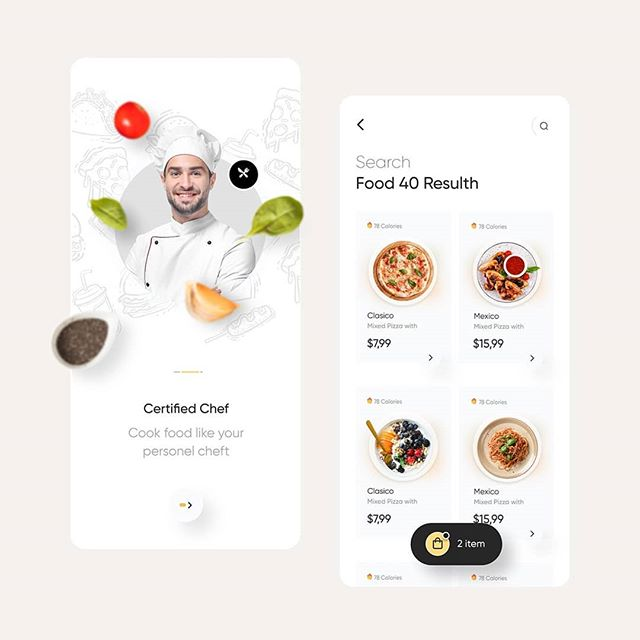 Certified Chef
Cook food like your
personel cheft
Search
Food 40 Resulth
78 Calories
Clasico
Mixed Pizza with
$7,99
78 Calories
Mexico
Mixed Pizza with
$15,99
78 Calories
Clasico
Mixed Pizza with
$7,99
78 Calories
Mexico
Mixed Pizza with
$15,99
2 item
78 Calories
78 Calories